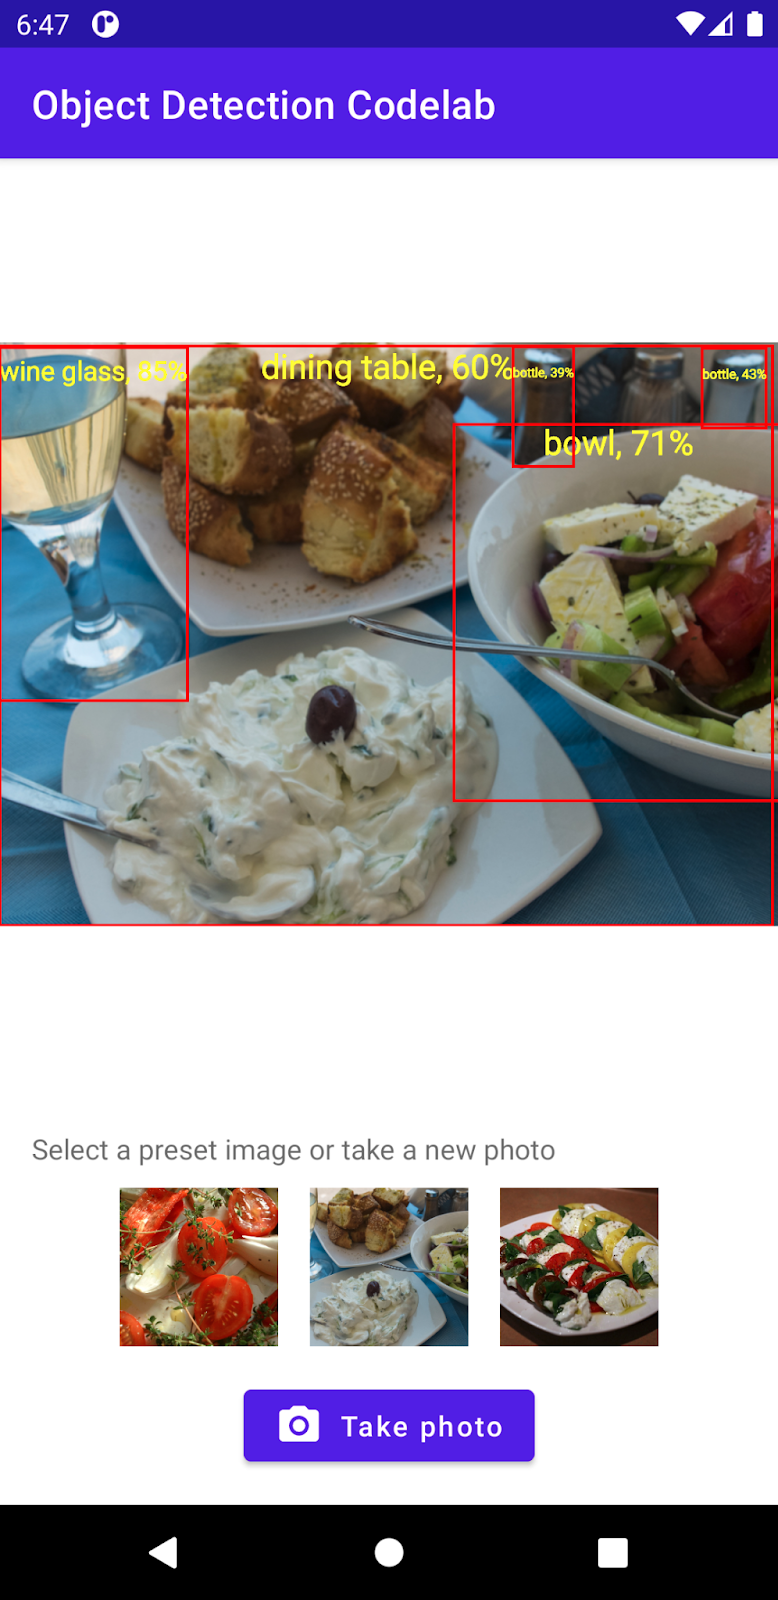 6:47
Object Detection Codelab
wine glass, 85%
dining table, 60%
bottle, 39%
bottle, 43%
bowl, 71%
Select a preset image or take a new photo
Take photo